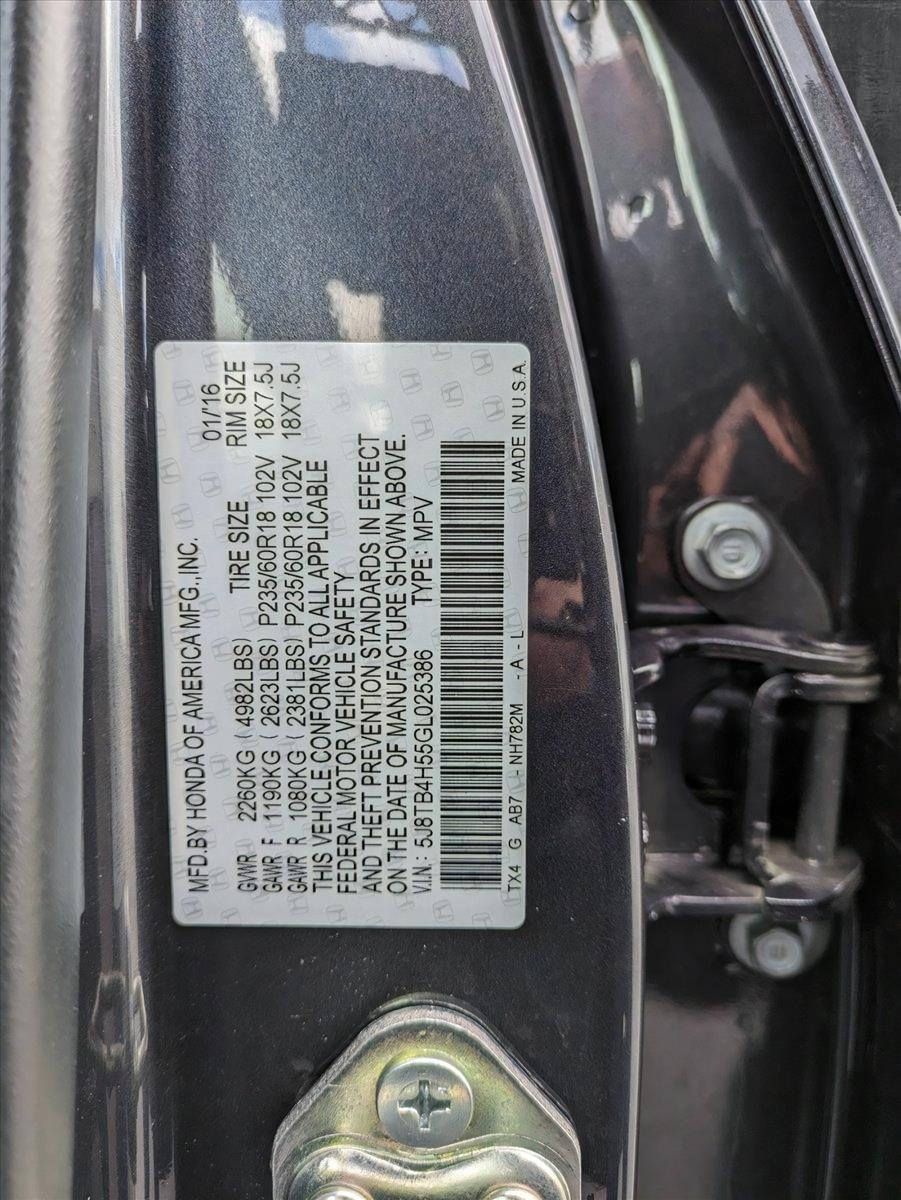 MFD.BY HONDA OF AMERICA MFG.,INC. 01/'16
TIRE SIZE RIM SIZE
GVWR 2260KG ( 4982LBS)
GAWR F 1190KG ( 2623LBS) P235/60R18 102V 18X7.5J
GAWR R 1080KG ( 2381LBS) P235/60R18 102V 18X7.5J
THIS VEHICLE CONFORMS TO ALL APPLICABLE
FEDERAL MOTOR VEHICLE SAFETY
AND THEFT PREVENTION STANDARDS IN EFFECT
ON THE DATE OF MANUFACTURE SHOWN ABOVE.
V.I.N.: 5J8TB4H55GL025386 TYPE: MPV
TX4 G AB7 - NH782M - A - L MADE IN U.S.A.